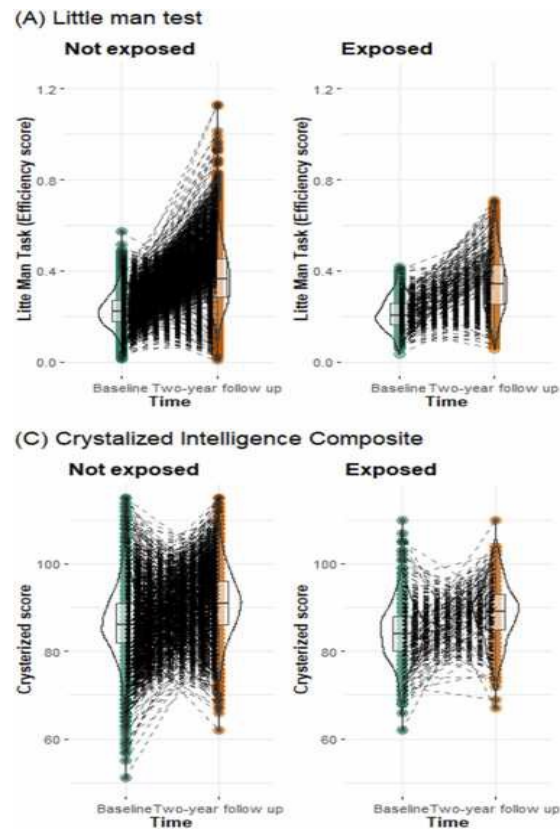 (A) Little man test
Not exposed
Exposed
Litte Man Task (Efficiency score)
1.2
0.8
0.4
0.0
Baseline Two-year follow up
Time
Litte Man Task (Efficiency score)
1.2
0.8
0.4
0.0
Baseline Two-year follow up
Time
(C) Crystalized Intelligence Composite
Not exposed
Exposed
Crysterized score
100
80
60
Baseline Two-year follow up
Time
Crysterized score
100
80
60
Baseline Two-year follow up
Time